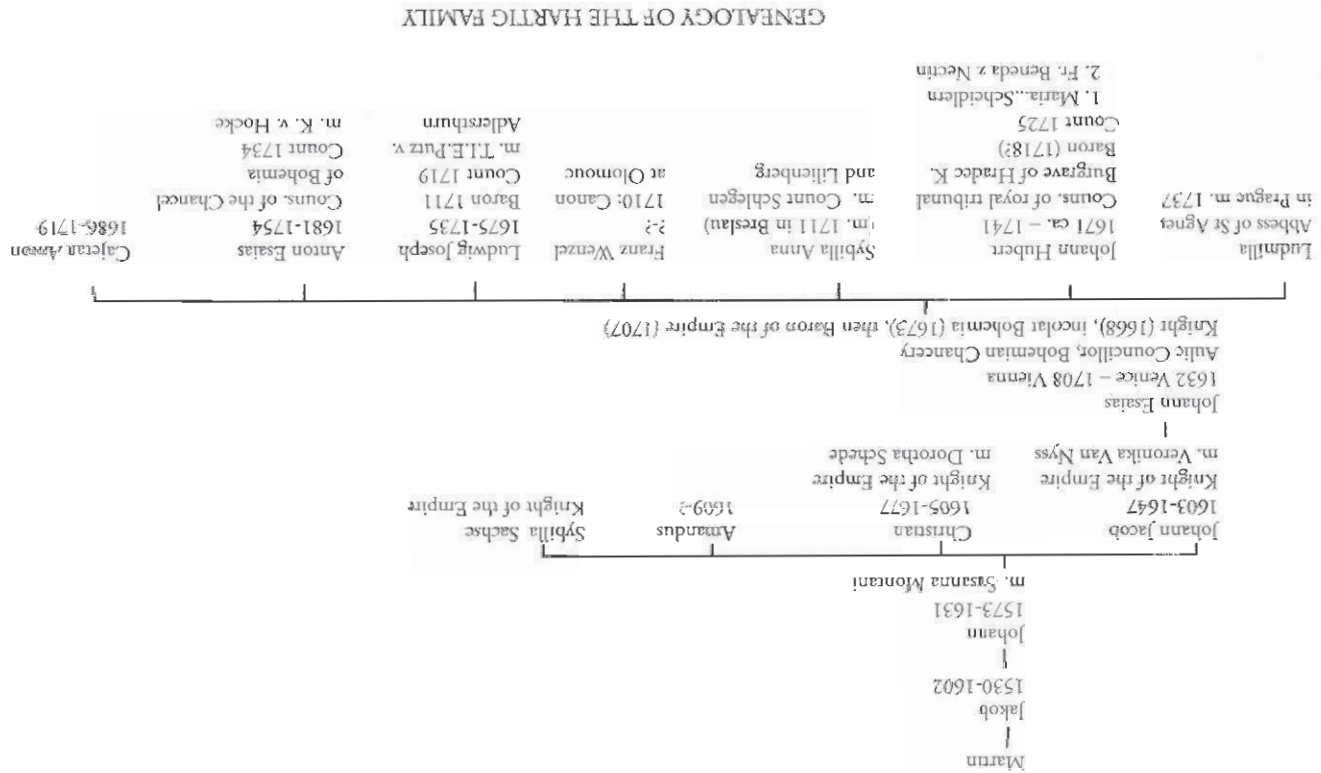 Martin
Jakob
1530-1602
Johann
1573-1631
m. Susanna Montani
Johann Jacob
1603-1647
Knight of the Empire
m. Veronika Van Nyss
Christian
1605-1677
Knight of the Empire
m. Dorotha Schede
Amandus
1609-?
Sybilla Sachse
Knight of the Empire
Johann Esaias
1632 Venice – 1708 Vienna
Aulic Councillor, Bohemian Chancery
Knight (1668), incolat Bohemia (1673), then Baron of the Empire (1707)
Ludmilla
Abbess of St Agnes
in Prague m. 1737
Johann Hubert
1671 ca. – 1741
Couns. of royal tribunal
Burgrave of Hradec K.
Baron (1718?)
Count 1725
1. Maria...Scheidlern
2. Fr. Beneda z Nectin
Sybilla Anna
m. 1711 in Breslau)
m. Count Schlegen
and Lilienberg
Franz Wenzel
?-?
1710: Canon
at Olomouc
Ludwig Joseph
1675-1735
Baron 1711
Count 1719
m. T.I.E.Putz v.
Adlersthurn
Anton Esaias
1681-1754
Couns. of the Chancel
of Bohemia
Count 1734
m. K. v. Hocke
Cajetan
1686-1719
GENEALOGY OF THE HARTIG FAMILY